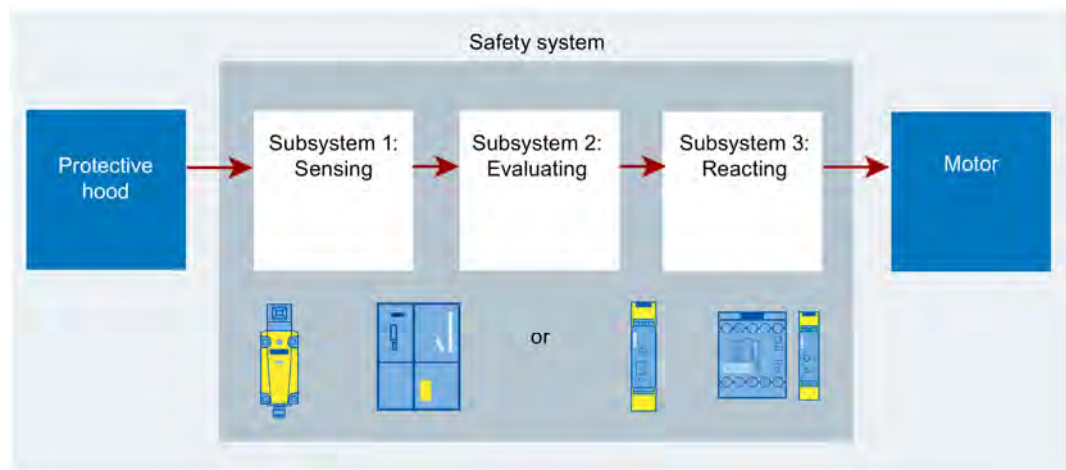 Safety system
Protective
hood
Subsystem 1:
Sensing
Subsystem 2:
Evaluating
Subsystem 3:
Reacting
Motor
or